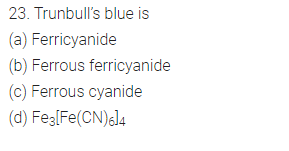 23. Trunbull's blue is
(a) Ferricyanide
(b) Ferrous ferricyanide
(c) Ferrous cyanide
(d) Fe₃[Fe(CN)₆]₄